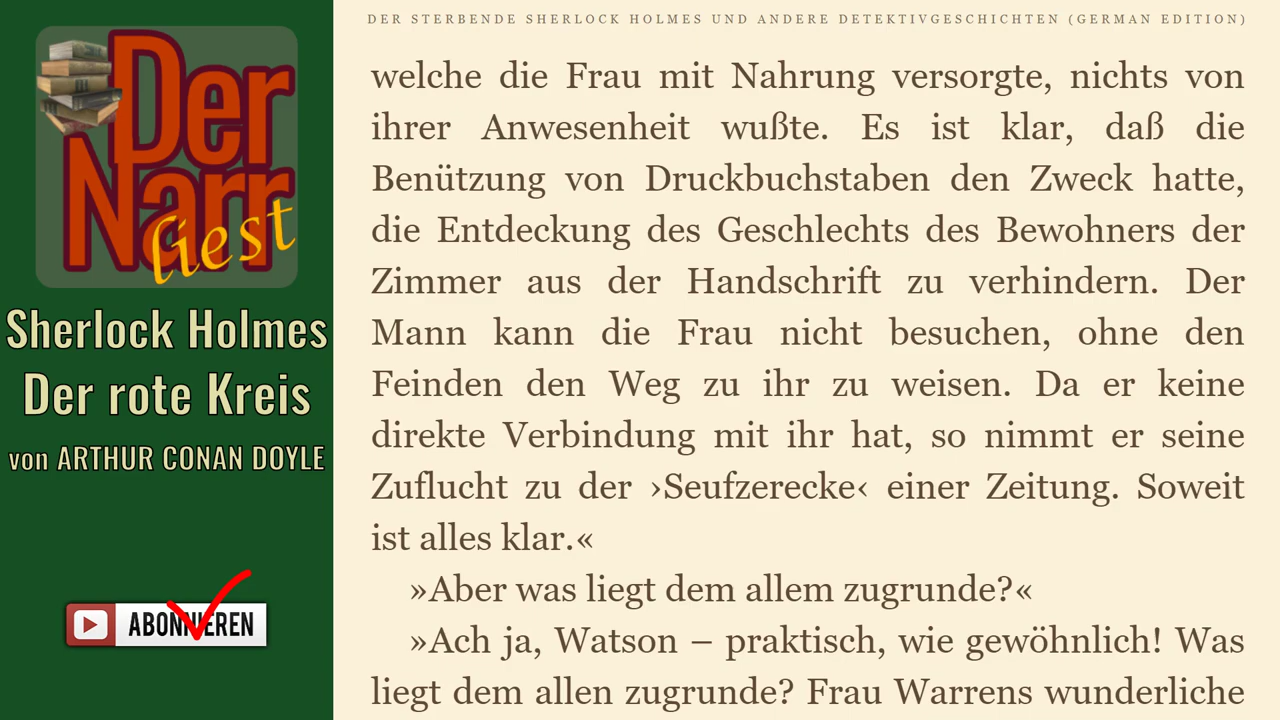 Der
Narr
liest
Sherlock Holmes
Der rote Kreis
von ARTHUR CONAN DOYLE
ABONNIEREN
DER STERBENDE SHERLOCK HOLMES UND ANDERE DETEKTIVGESCHICHTEN (GERMAN EDITION)
welche die Frau mit Nahrung versorgte, nichts von
ihrer Anwesenheit wußte. Es ist klar, daß die
Benützung von Druckbuchstaben den Zweck hatte,
die Entdeckung des Geschlechts des Bewohners der
Zimmer aus der Handschrift zu verhindern. Der
Mann kann die Frau nicht besuchen, ohne den
Feinden den Weg zu ihr zu weisen. Da er keine
direkte Verbindung mit ihr hat, so nimmt er seine
Zuflucht zu der ›Seufzerecke‹ einer Zeitung. Soweit
ist alles klar.«
»Aber was liegt dem allem zugrunde?«
»Ach ja, Watson – praktisch, wie gewöhnlich! Was
liegt dem allen zugrunde? Frau Warrens wunderliche